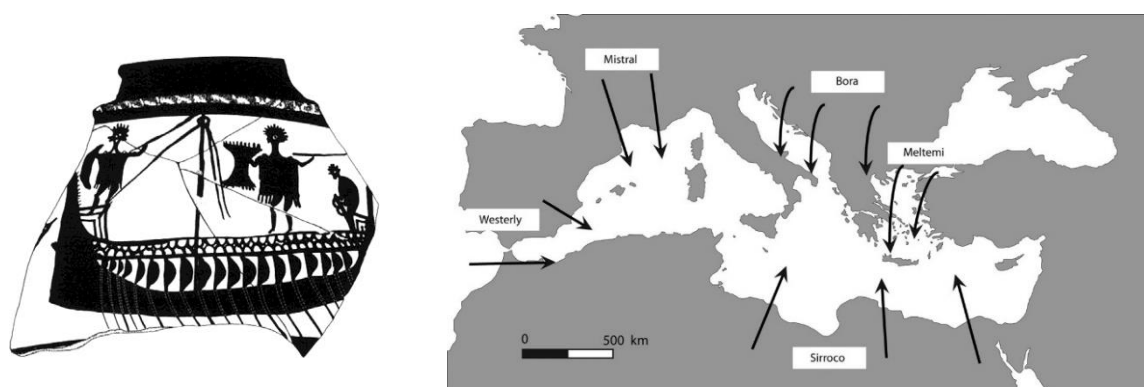 Mistral
Bora
Meltemi
Westerly
0 500 km
Sirroco